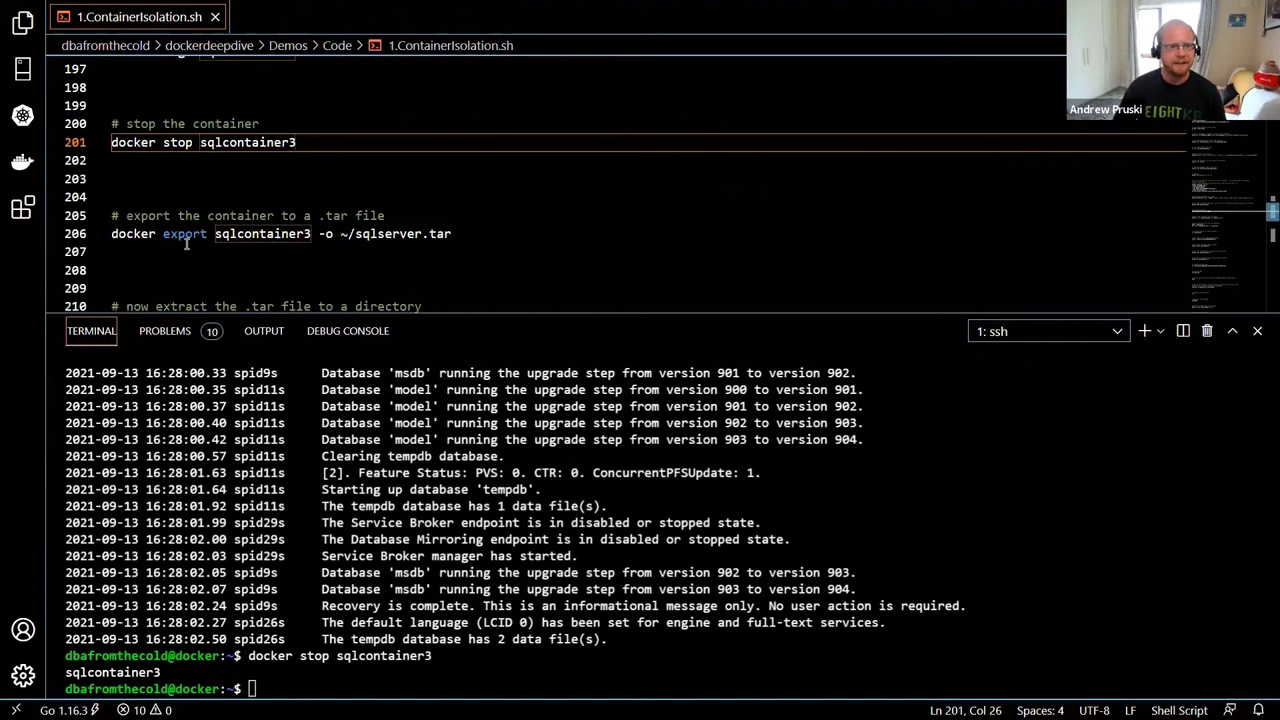 1.ContainerIsolation.sh
dbafromthecold > dockerdeepdive > Demos > Code > 1.ContainerIsolation.sh
197
198
199
200 # stop the container
201 docker stop sqlcontainer3
202
203
204
205 # export the container to a .tar file
206 docker export sqlcontainer3 -o ~/sqlserver.tar
207
208
209
# now extract the .tar file to a directory
Andrew Pruski
EIGHTK
TERMINAL PROBLEMS 10 OUTPUT DEBUG CONSOLE 1: ssh
2021-09-13 16:28:00.33 spid9s Database 'msdb' running the upgrade step from version 901 to version 902.
2021-09-13 16:28:00.35 spid11s Database 'model' running the upgrade step from version 900 to version 901.
2021-09-13 16:28:00.37 spid11s Database 'model' running the upgrade step from version 901 to version 902.
2021-09-13 16:28:00.40 spid11s Database 'model' running the upgrade step from version 902 to version 903.
2021-09-13 16:28:00.42 spid11s Database 'model' running the upgrade step from version 903 to version 904.
2021-09-13 16:28:00.57 spid11s Clearing tempdb database.
2021-09-13 16:28:01.63 spid11s [2]. Feature Status: PVS: 0. CTR: 0. ConcurrentPFSUpdate: 1.
2021-09-13 16:28:01.64 spid11s Starting up database 'tempdb'.
2021-09-13 16:28:01.92 spid11s The tempdb database has 1 data file(s).
2021-09-13 16:28:01.99 spid29s The Service Broker endpoint is in disabled or stopped state.
2021-09-13 16:28:02.00 spid29s The Database Mirroring endpoint is in disabled or stopped state.
2021-09-13 16:28:02.03 spid29s Service Broker manager has started.
2021-09-13 16:28:02.05 spid9s Database 'msdb' running the upgrade step from version 902 to version 903.
2021-09-13 16:28:02.07 spid9s Database 'msdb' running the upgrade step from version 903 to version 904.
2021-09-13 16:28:02.24 spid9s Recovery is complete. This is an informational message only. No user action is required.
2021-09-13 16:28:02.27 spid26s The default language (LCID 0) has been set for engine and full-text services.
2021-09-13 16:28:02.50 spid26s The tempdb database has 2 data file(s).
dbafromthecold@docker:~$ docker stop sqlcontainer3
sqlcontainer3
dbafromthecold@docker:~$
Go 1.16.3 10 0 Ln 201, Col 26 Spaces: 4 UTF-8 LF Shell Script